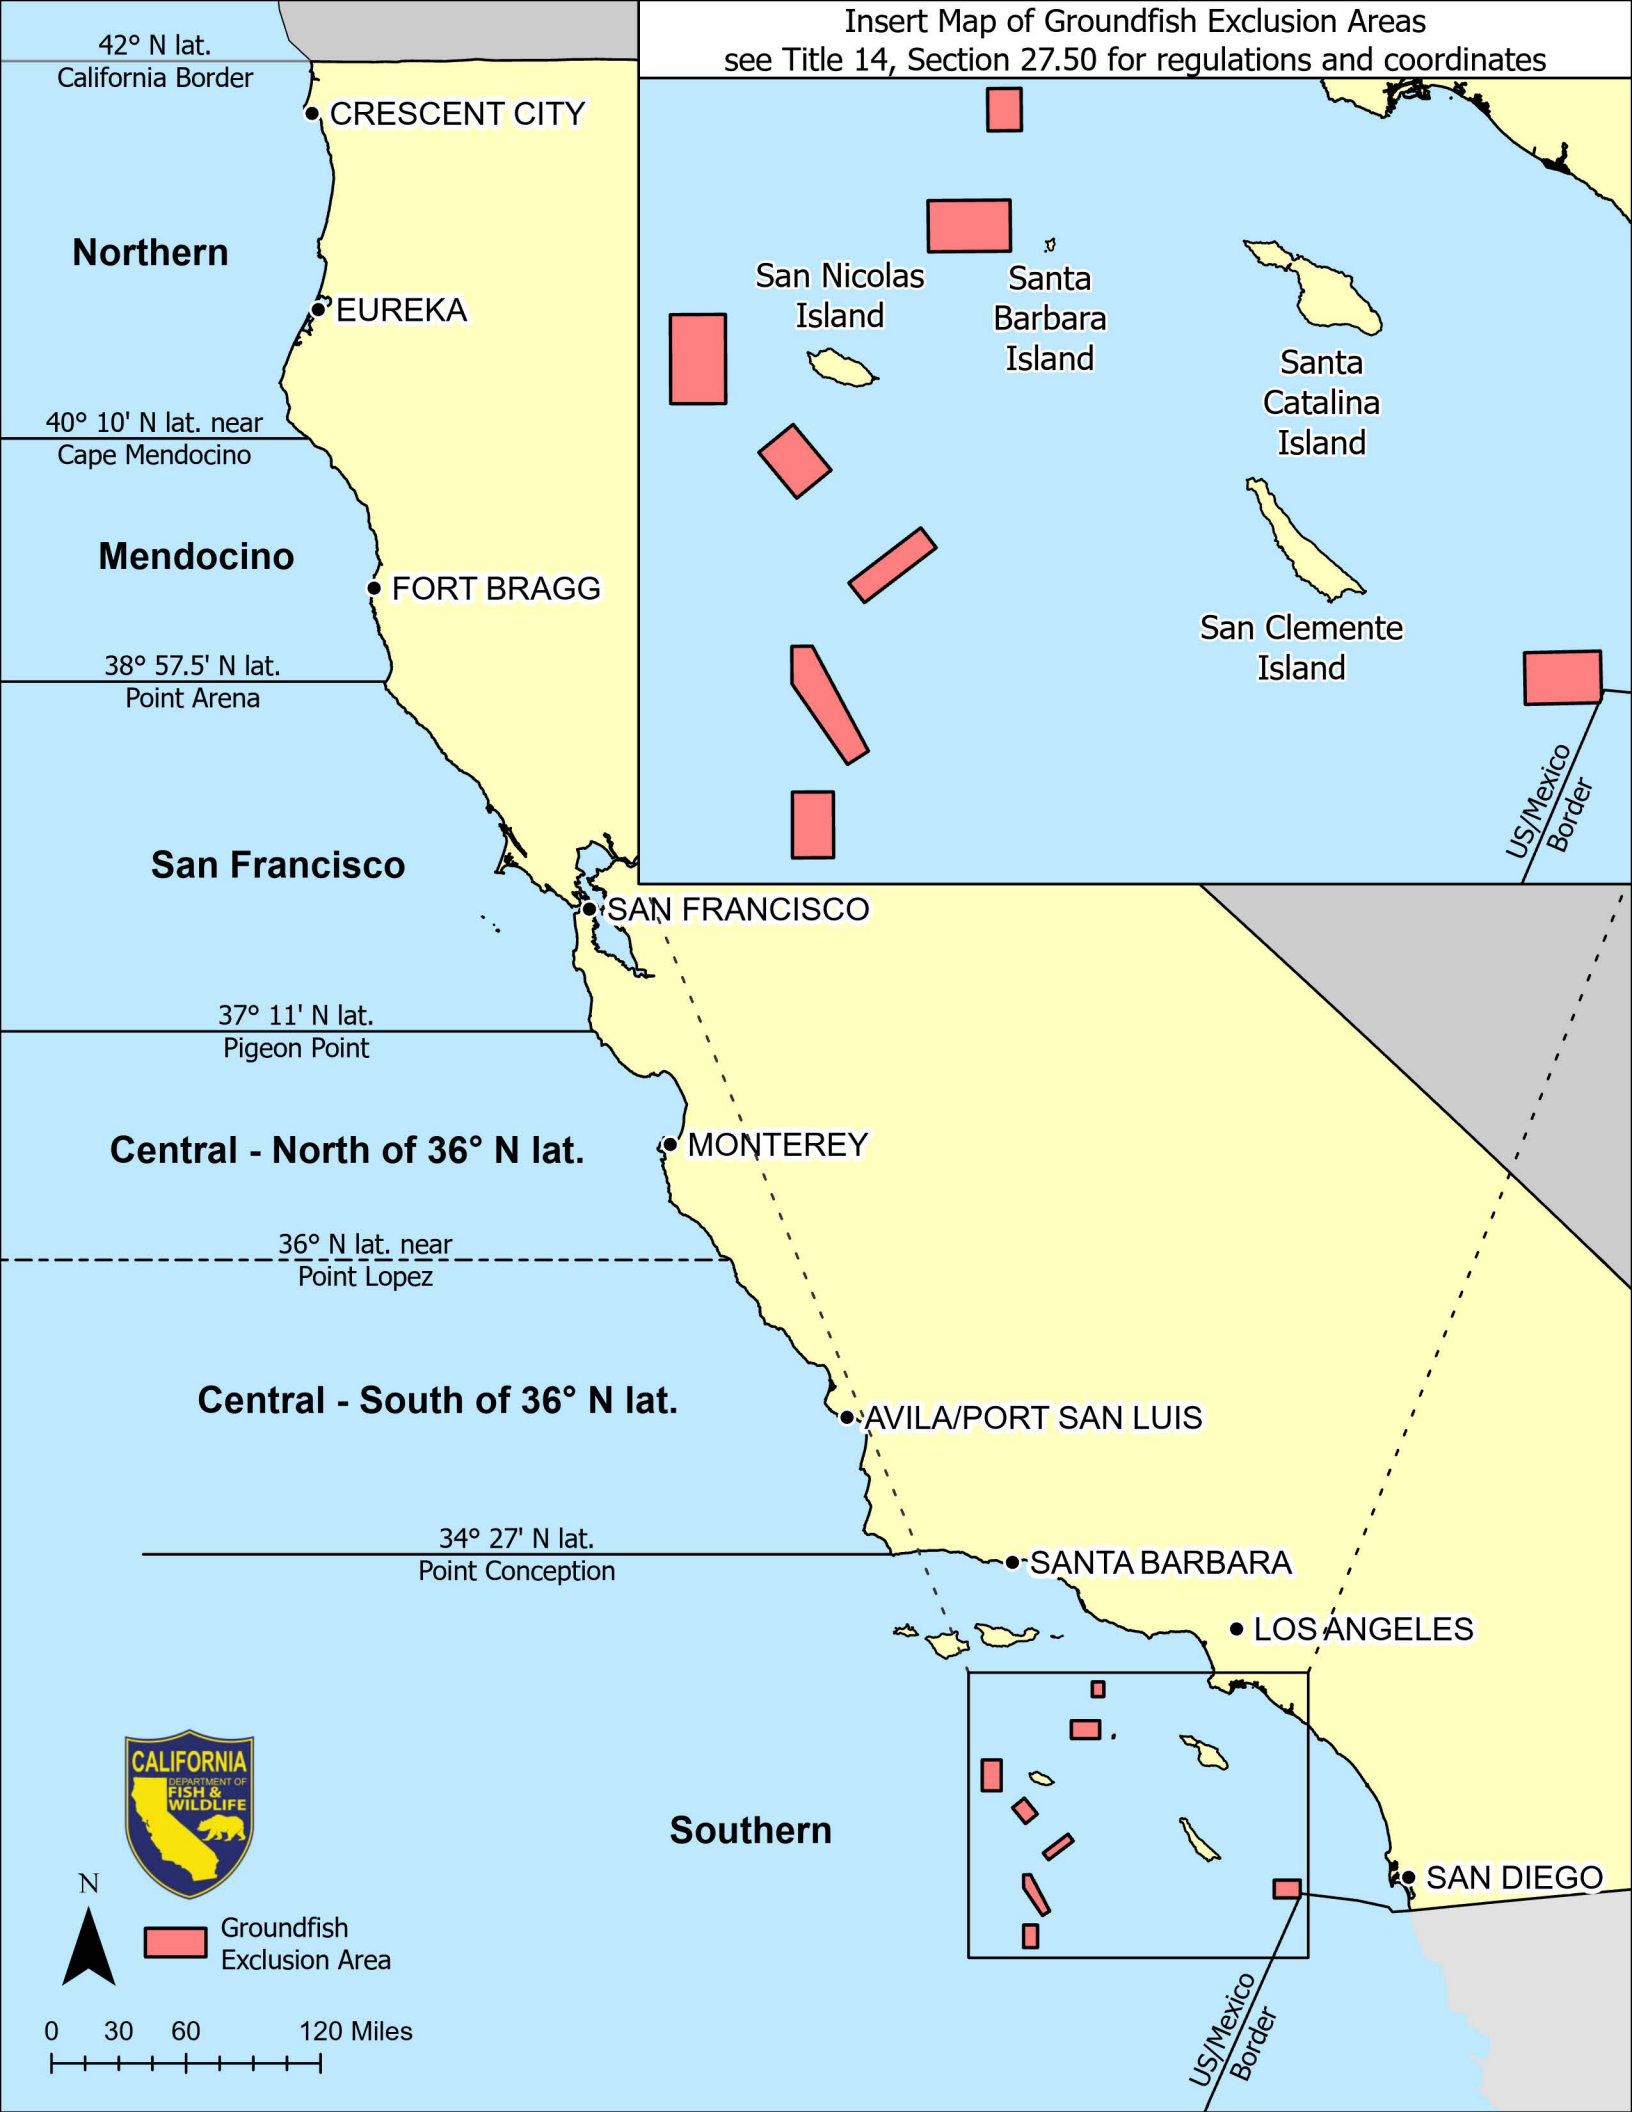 Insert Map of Groundfish Exclusion Areas
see Title 14, Section 27.50 for regulations and coordinates
42° N lat.
California Border
CRESCENT CITY
Northern
EUREKA
40° 10' N lat. near
Cape Mendocino
Mendocino
FORT BRAGG
38° 57.5' N lat.
Point Arena
San Francisco
SAN FRANCISCO
37° 11' N lat.
Pigeon Point
Central - North of 36° N lat.
MONTEREY
36° N lat. near
Point Lopez
Central - South of 36° N lat.
AVILA/PORT SAN LUIS
34° 27' N lat.
Point Conception
SANTA BARBARA
LOS ANGELES
Southern
SAN DIEGO
US/Mexico
Border
San Nicolas
Island
Santa
Barbara
Island
Santa
Catalina
Island
San Clemente
Island
US/Mexico
Border
CALIFORNIA
DEPARTMENT OF
FISH &
WILDLIFE
N
Groundfish
Exclusion Area
0 30 60 120 Miles